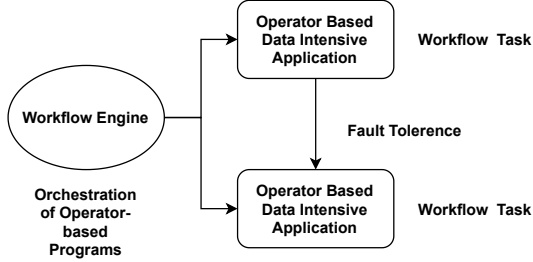 Workflow Engine
Orchestration
of Operator-
based
Programs
Operator Based
Data Intensive
Application
Workflow Task
Fault Tolerence
Operator Based
Data Intensive
Application
Workflow Task